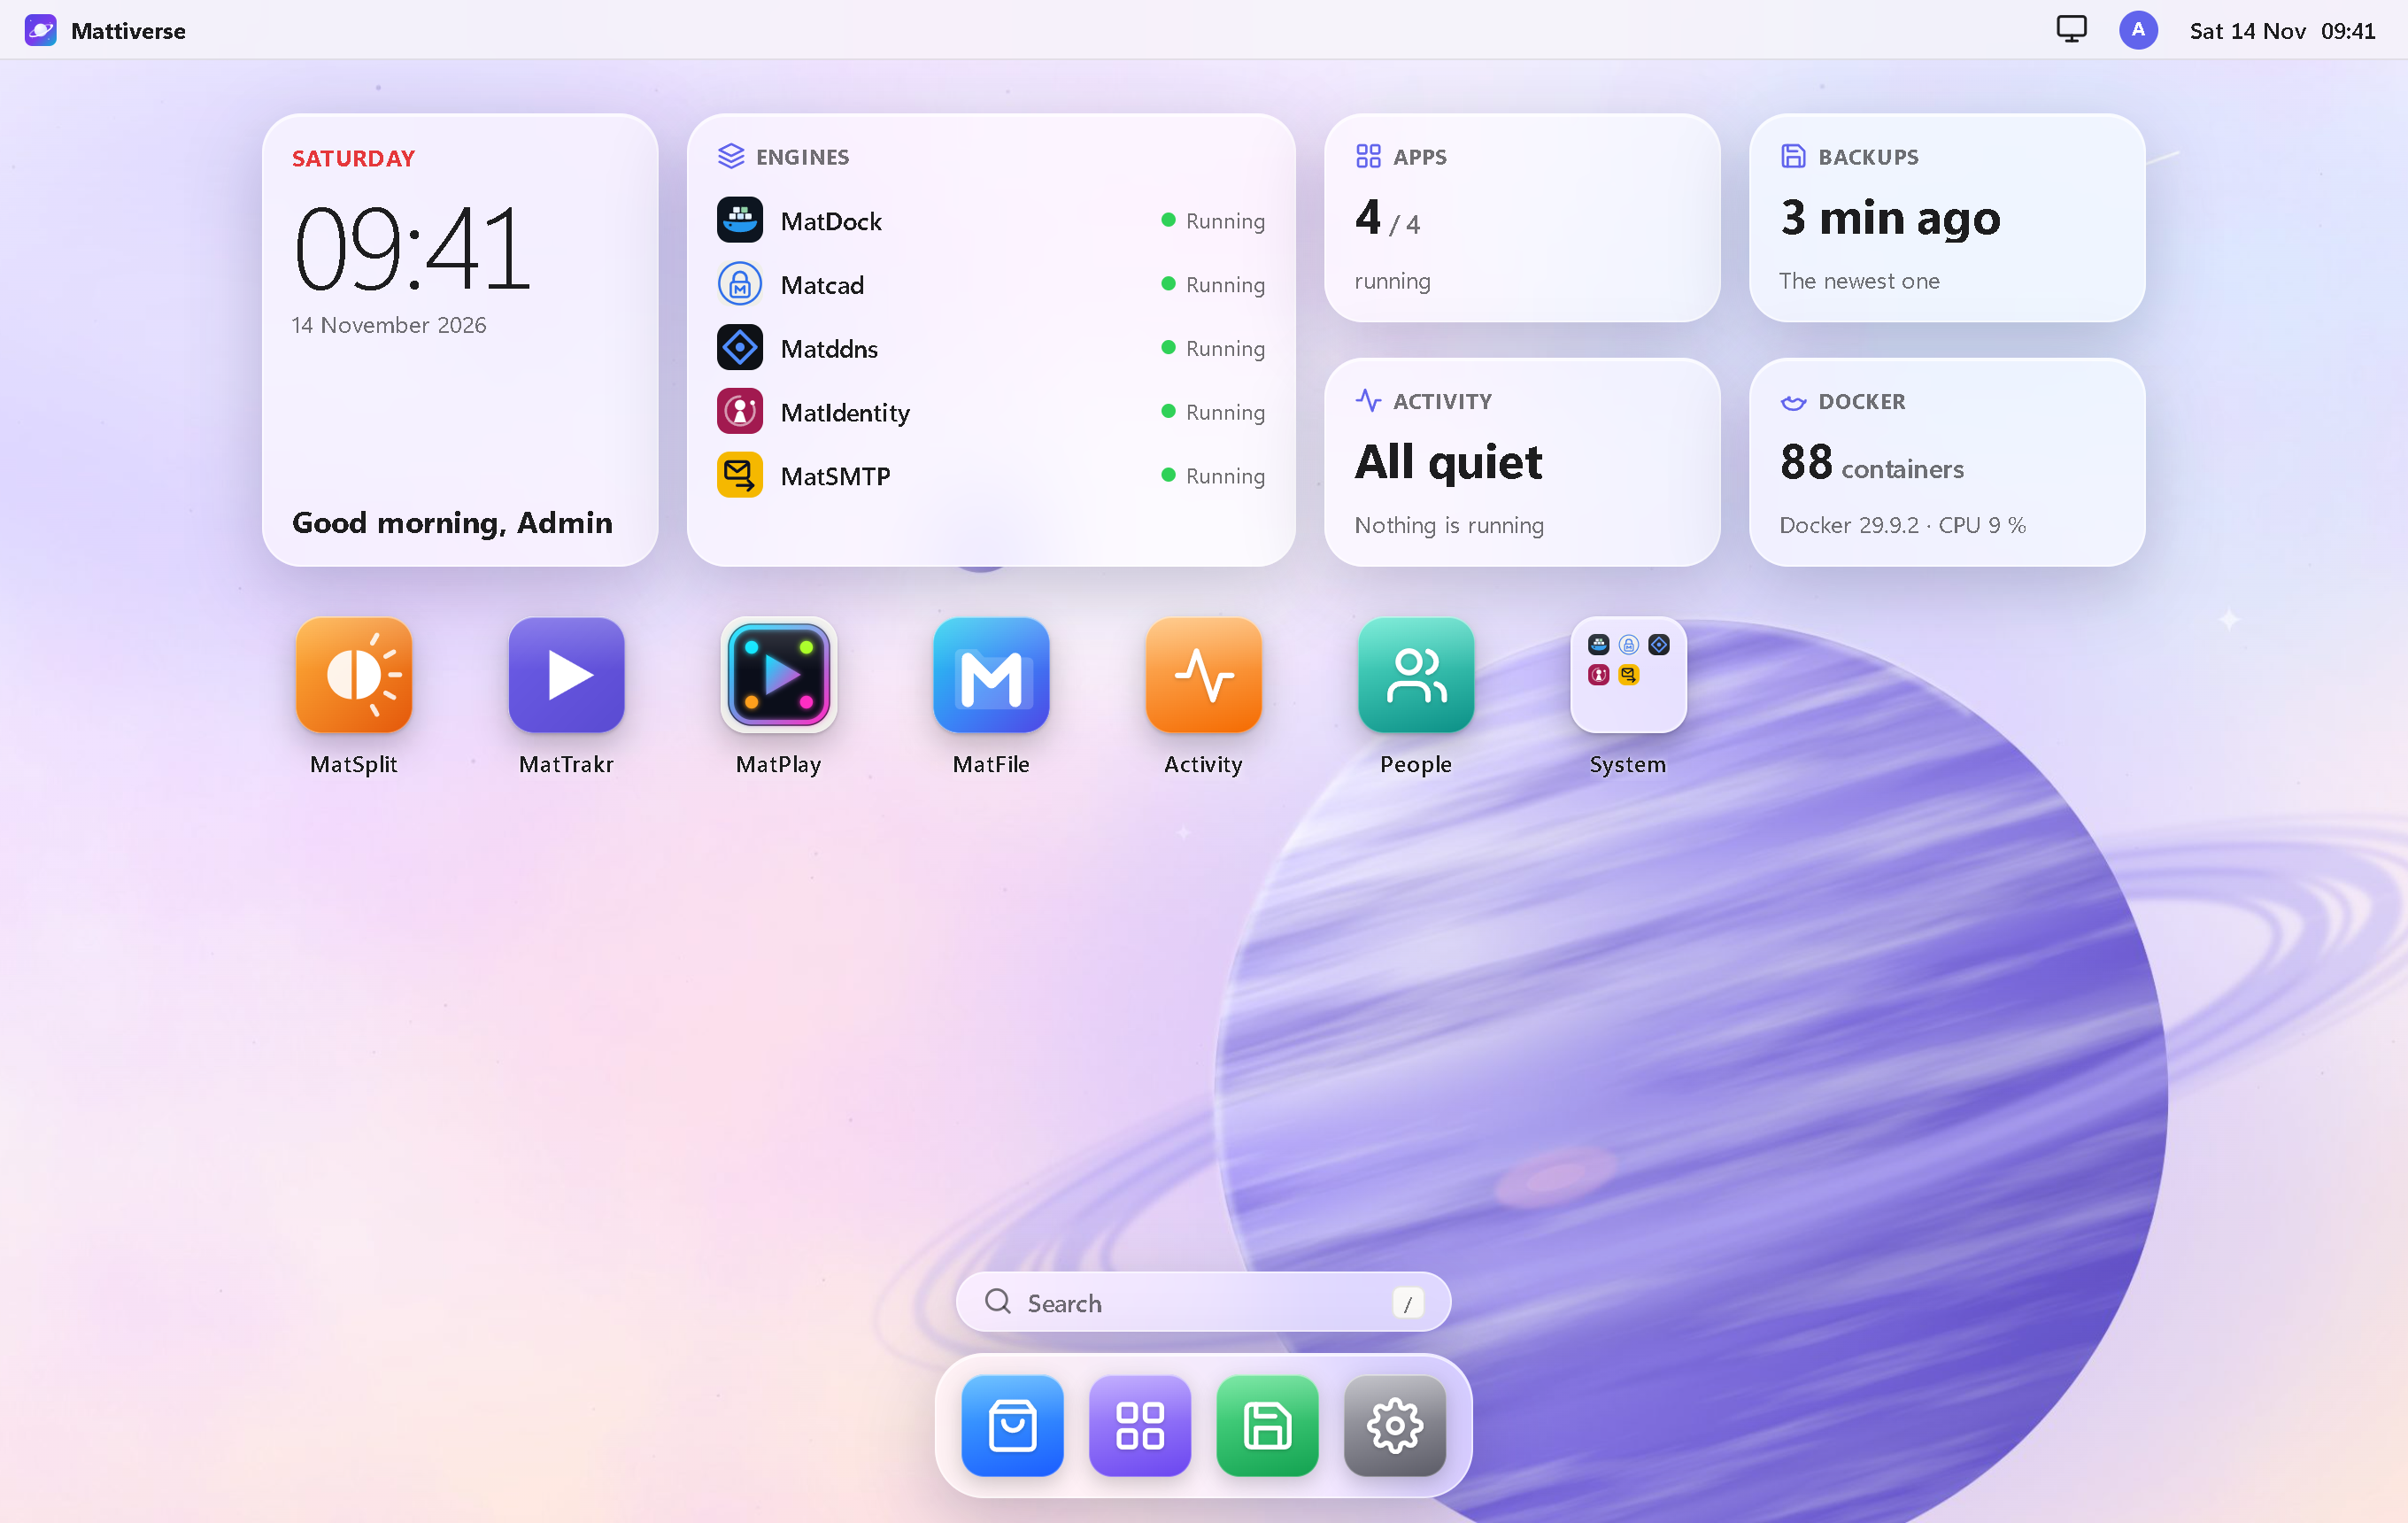 Mattiverse
A
Sat 14 Nov 09:41
SATURDAY
09:41
14 November 2026
Good morning, Admin
ENGINES
MatDock Running
Matcad Running
Matddns Running
MatIdentity Running
MatSMTP Running
APPS
4 / 4
running
BACKUPS
3 min ago
The newest one
ACTIVITY
All quiet
Nothing is running
DOCKER
88 containers
Docker 29.9.2 · CPU 9 %
MatSplit
MatTrakr
MatPlay
MatFile
Activity
People
System
Search /